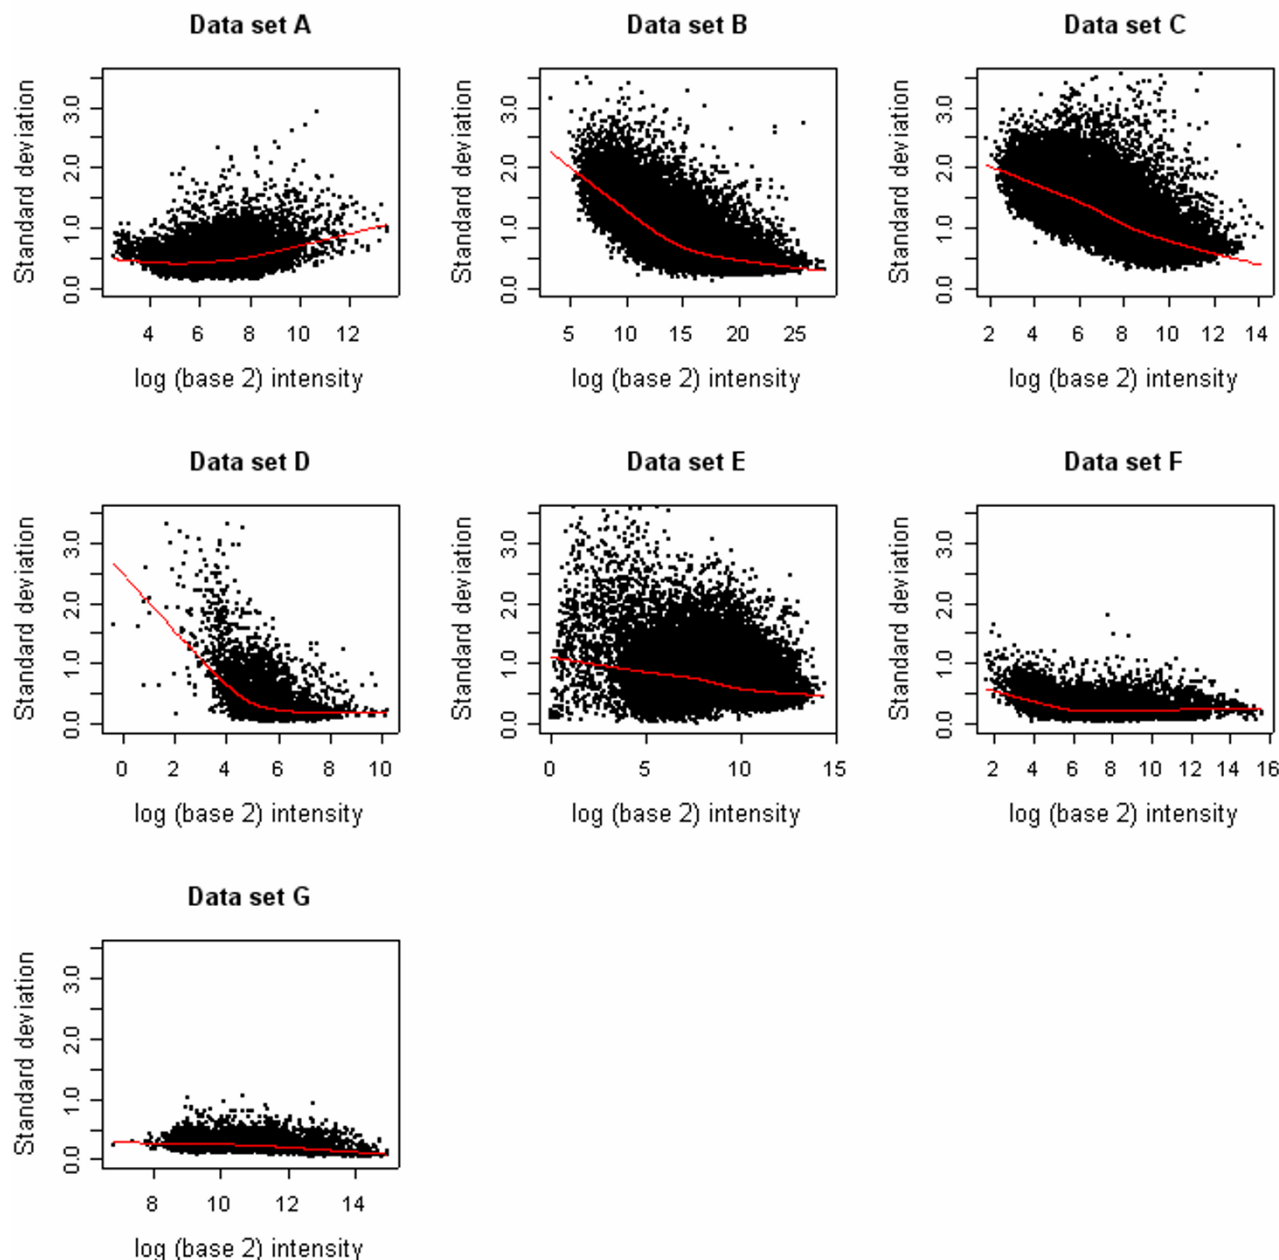 Data set A
Standard deviation
0.0 1.0 2.0 3.0
4 6 8 10 12
log (base 2) intensity
Data set B
Standard deviation
0.0 1.0 2.0 3.0
5 10 15 20 25
log (base 2) intensity
Data set C
Standard deviation
0.0 1.0 2.0 3.0
2 4 6 8 10 12 14
log (base 2) intensity
Data set D
Standard deviation
0.0 1.0 2.0 3.0
0 2 4 6 8 10
log (base 2) intensity
Data set E
Standard deviation
0.0 1.0 2.0 3.0
0 5 10 15
log (base 2) intensity
Data set F
Standard deviation
0.0 1.0 2.0 3.0
2 4 6 8 10 12 14 16
log (base 2) intensity
Data set G
Standard deviation
0.0 1.0 2.0 3.0
8 10 12 14
log (base 2) intensity